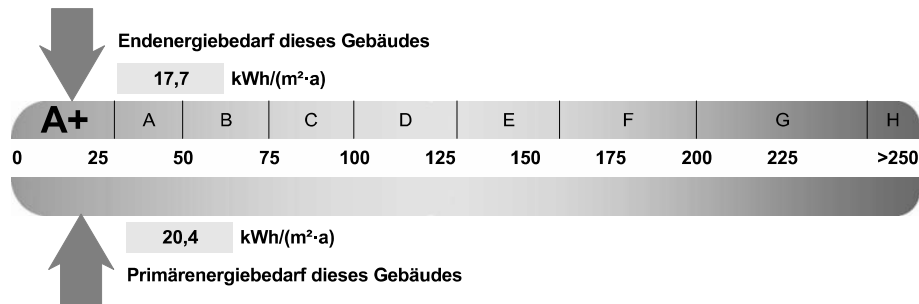 Endenergiebedarf dieses Gebäudes
17,7 kWh/(m²·a)
A+ A B C D E F G H
0 25 50 75 100 125 150 175 200 225 >250
20,4 kWh/(m²·a)
Primärenergiebedarf dieses Gebäudes